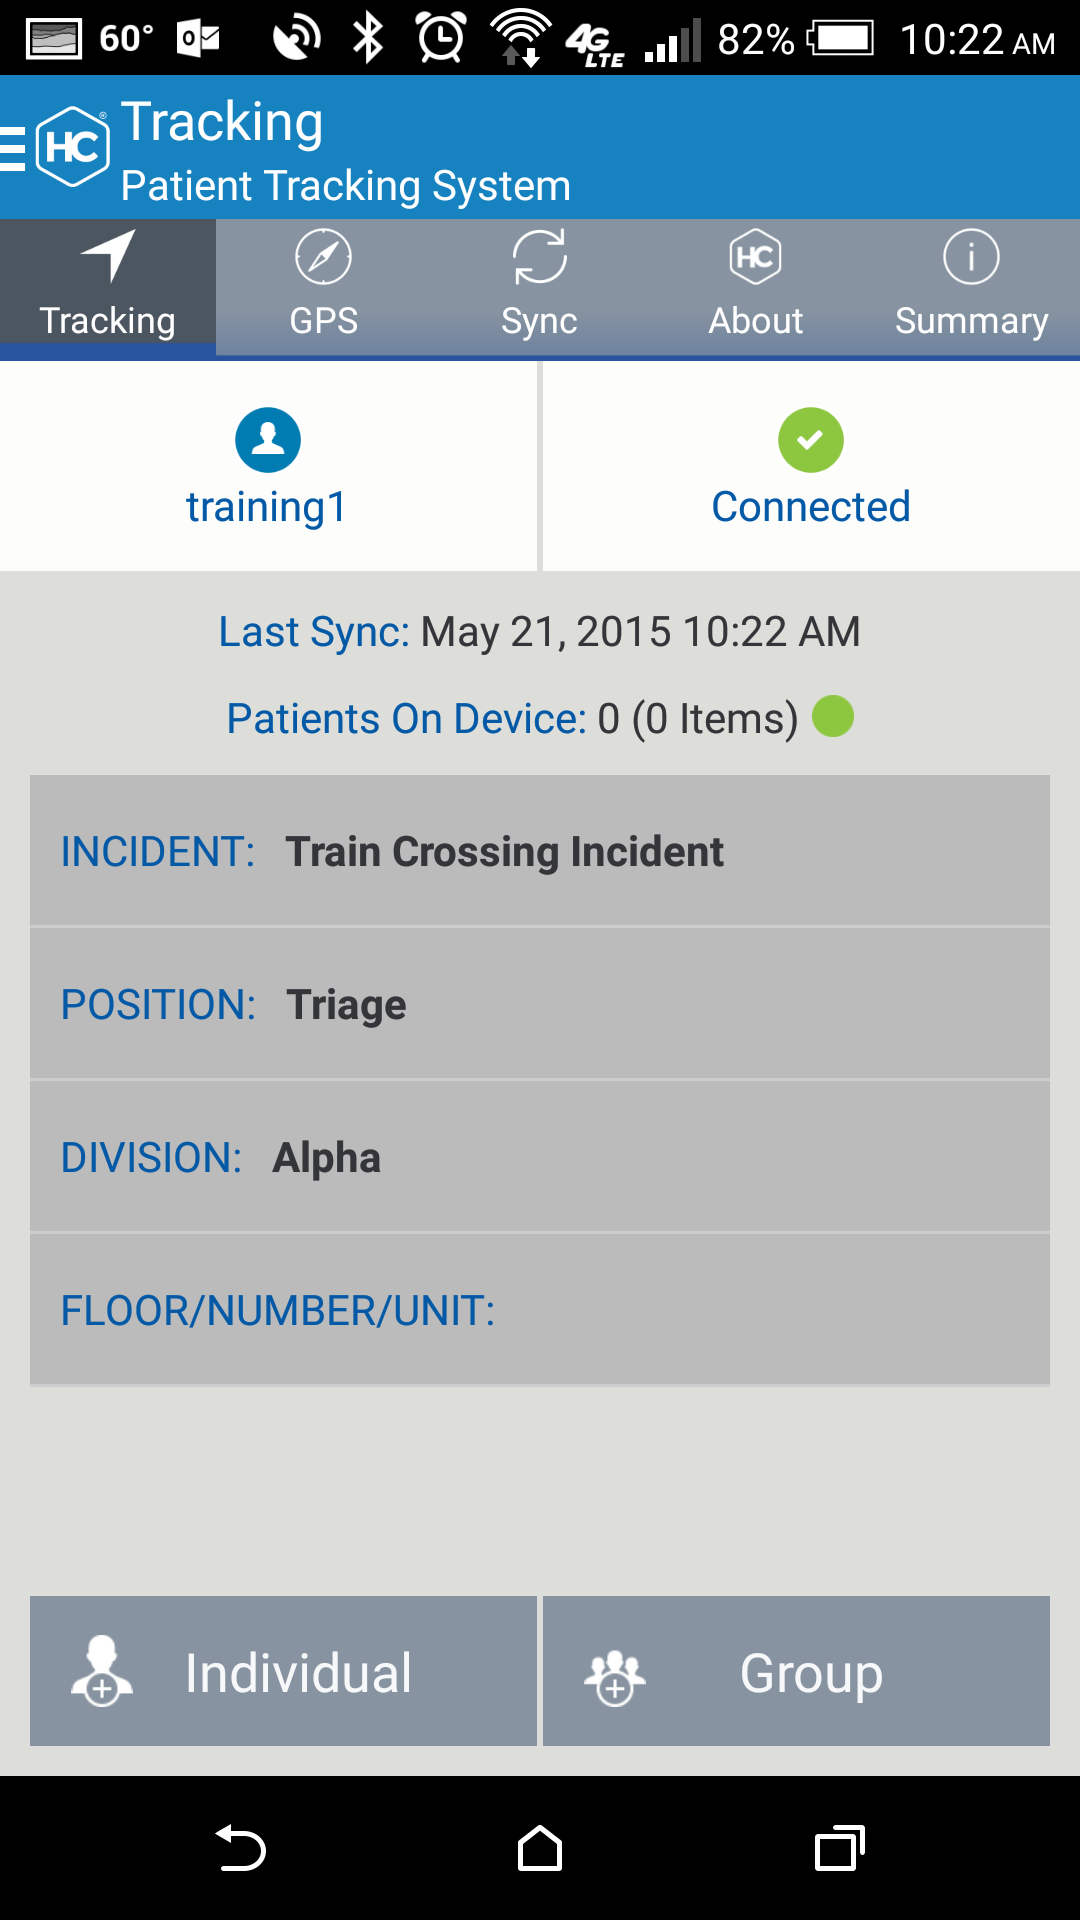 60° 4G LTE 82% 10:22 AM
HC®
Tracking
Patient Tracking System
Tracking GPS Sync About Summary
training1 Connected
Last Sync: May 21, 2015 10:22 AM
Patients On Device: 0 (0 Items)
INCIDENT: Train Crossing Incident
POSITION: Triage
DIVISION: Alpha
FLOOR/NUMBER/UNIT:
Individual Group